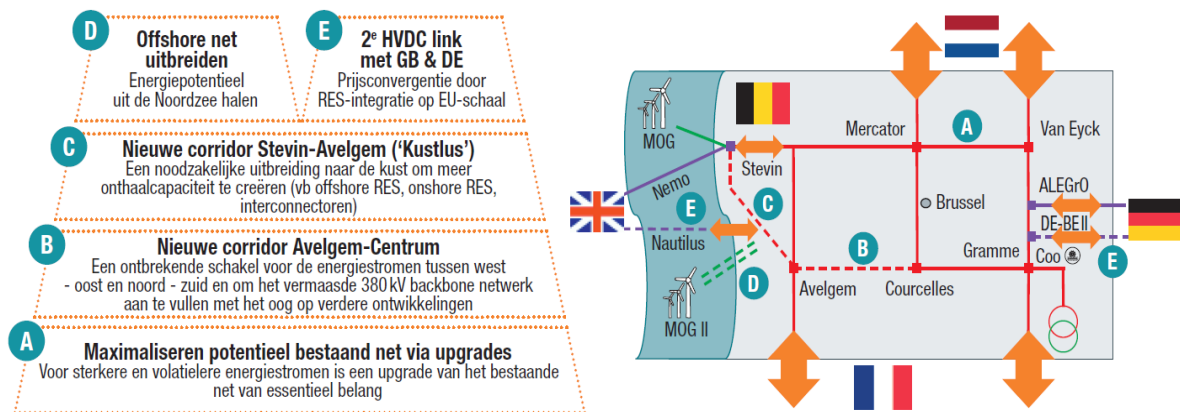 D
Offshore net
uitbreiden
Energiepotentieel
uit de Noordzee halen
E
2e HVDC link
met GB & DE
Prijsconvergentie door
RES-integratie op EU-schaal
C
Nieuwe corridor Stevin-Avelgem (‘Kustlus’)
Een noodzakelijke uitbreiding naar de kust om meer
onthaalcapaciteit te creëren (vb offshore RES, onshore RES,
interconnectoren)
B
Nieuwe corridor Avelgem-Centrum
Een ontbrekende schakel voor de energiestromen tussen west
- oost en noord - zuid en om het vermaasde 380 kV backbone netwerk
aan te vullen met het oog op verdere ontwikkelingen
A
Maximaliseren potentieel bestaand net via upgrades
Voor sterkere en volatielere energiestromen is een upgrade van het bestaande
net van essentieel belang
MOG
Stevin
Mercator
A
Van Eyck
Nemo
C
Brussel
ALEGrO
E
Nautilus
DE-BE II
B
Gramme
Coo
E
D
MOG II
Avelgem
Courcelles